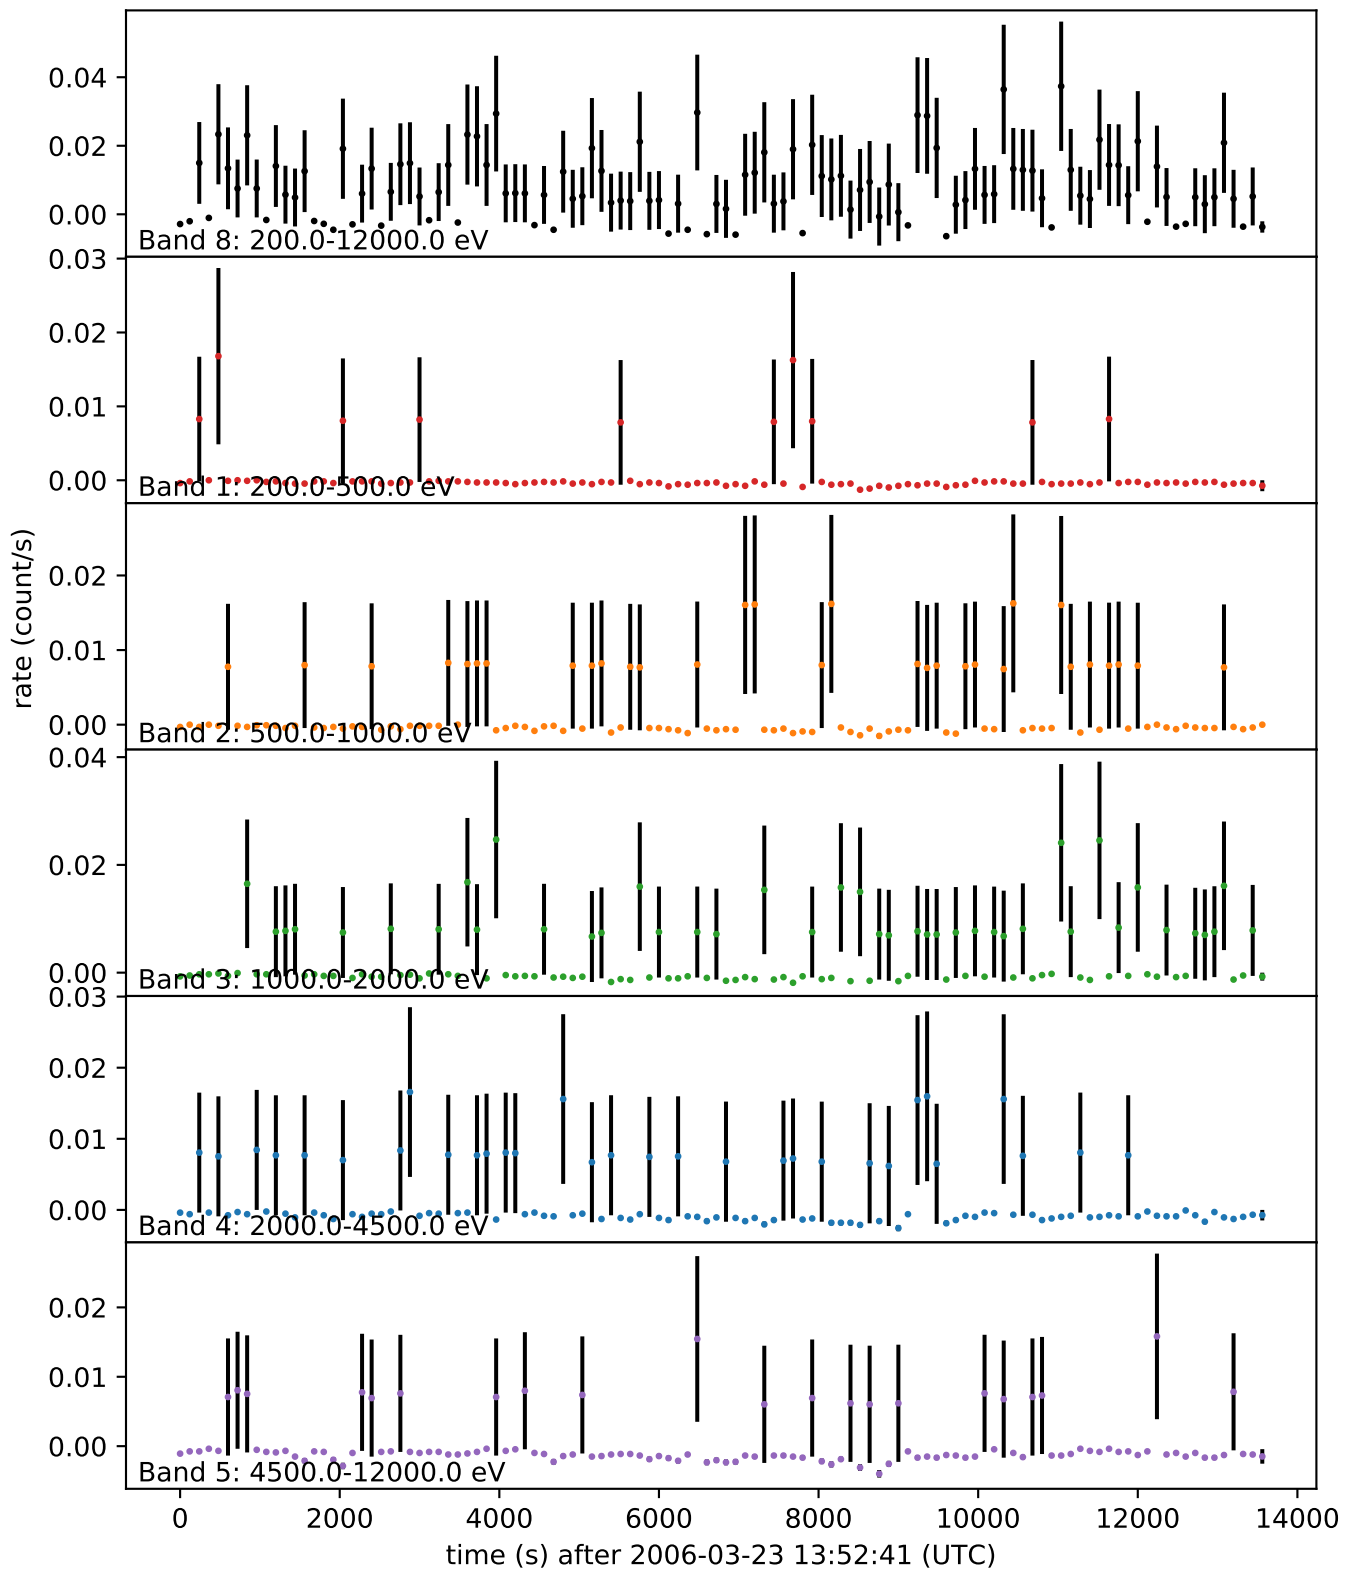 0.04
0.02
0.00
Band 8: 200.0-12000.0 eV
0.03
0.02
0.01
0.00
Band 1: 200.0-500.0 eV
0.02
0.01
0.00
Band 2: 500.0-1000.0 eV
rate (count/s)
0.04
0.02
0.00
Band 3: 1000.0-2000.0 eV
0.03
0.02
0.01
0.00
Band 4: 2000.0-4500.0 eV
0.02
0.01
0.00
Band 5: 4500.0-12000.0 eV
0 2000 4000 6000 8000 10000 12000 14000
time (s) after 2006-03-23 13:52:41 (UTC)